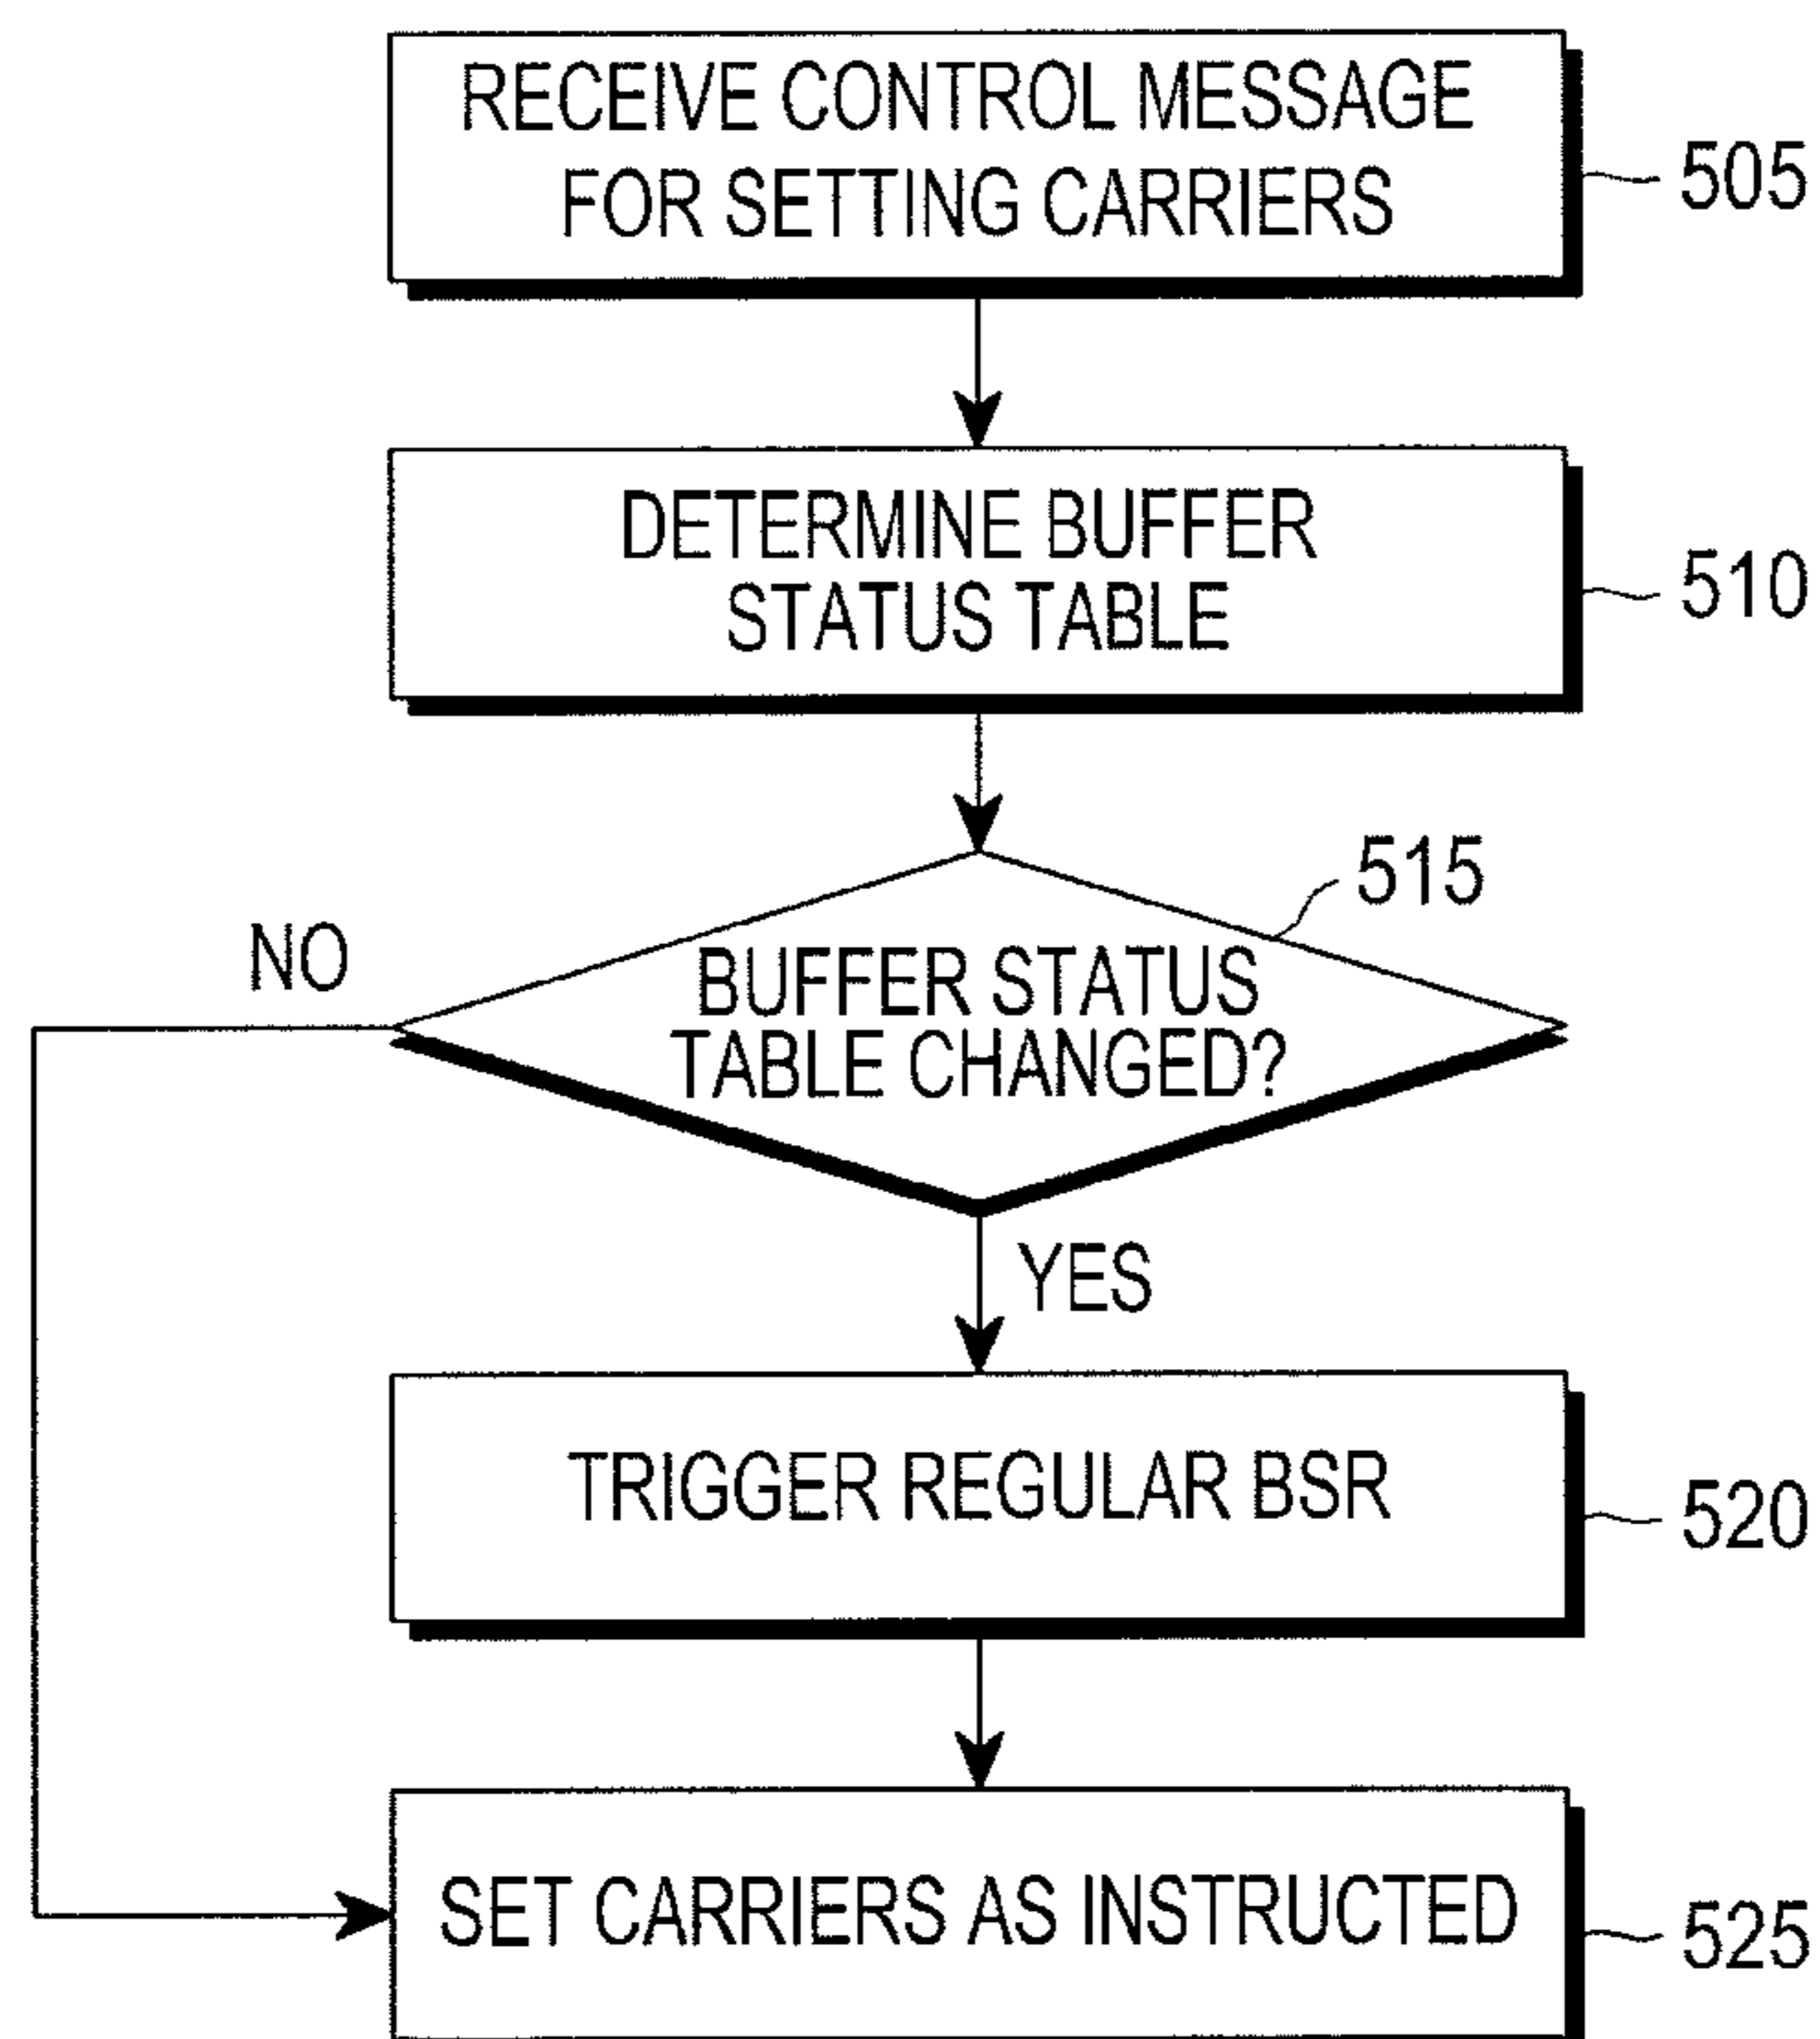 RECEIVE CONTROL MESSAGE
FOR SETTING CARRIERS
505
DETERMINE BUFFER
STATUS TABLE
510
515
NO
BUFFER STATUS
TABLE CHANGED?
YES
TRIGGER REGULAR BSR
520
SET CARRIERS AS INSTRUCTED
525